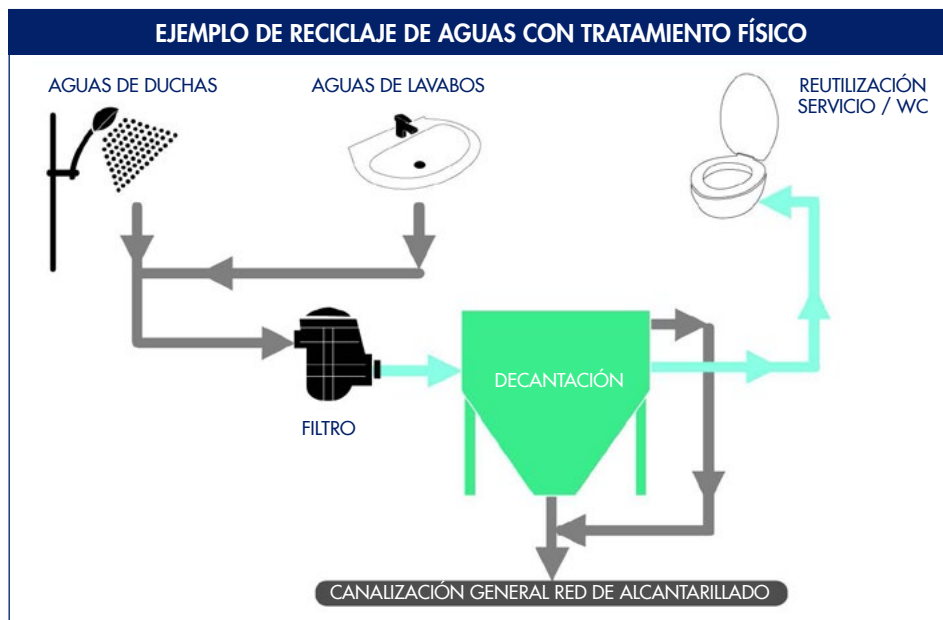 EJEMPLO DE RECICLAJE DE AGUAS CON TRATAMIENTO FÍSICO
AGUAS DE DUCHAS
AGUAS DE LAVABOS
REUTILIZACIÓN
SERVICIO / WC
DECANTACIÓN
FILTRO
CANALIZACIÓN GENERAL RED DE ALCANTARILLADO